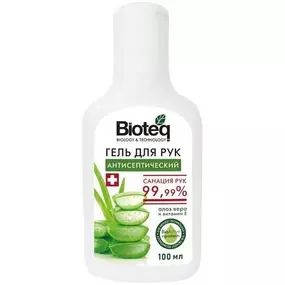 Bioteq
BIOLOGY & TECHNOLOGY
ГЕЛЬ ДЛЯ РУК
АНТИСЕПТИЧЕСКИЙ
САНАЦИЯ РУК
99,99%
алоэ вера
и витамин Е
100 мл